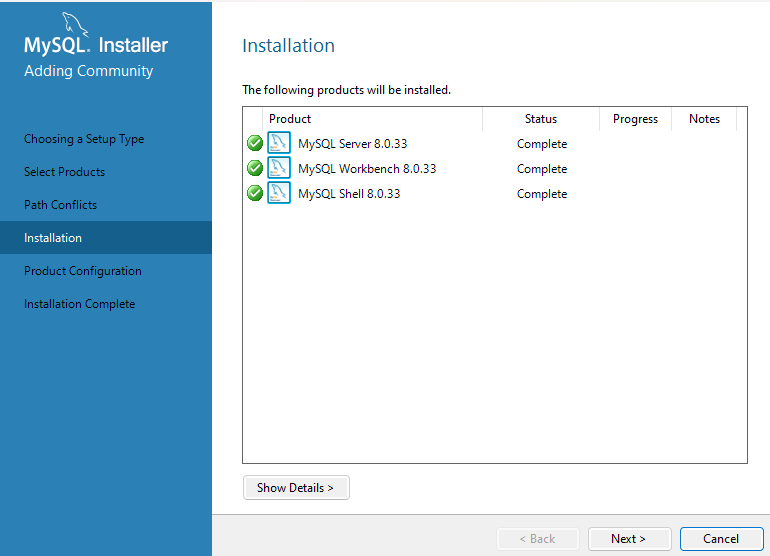 MySQL. Installer
Adding Community
Choosing a Setup Type
Select Products
Path Conflicts
Installation
Product Configuration
Installation Complete
Installation
The following products will be installed.
Product Status Progress Notes
MySQL Server 8.0.33 Complete
MySQL Workbench 8.0.33 Complete
MySQL Shell 8.0.33 Complete
Show Details >
< Back Next > Cancel